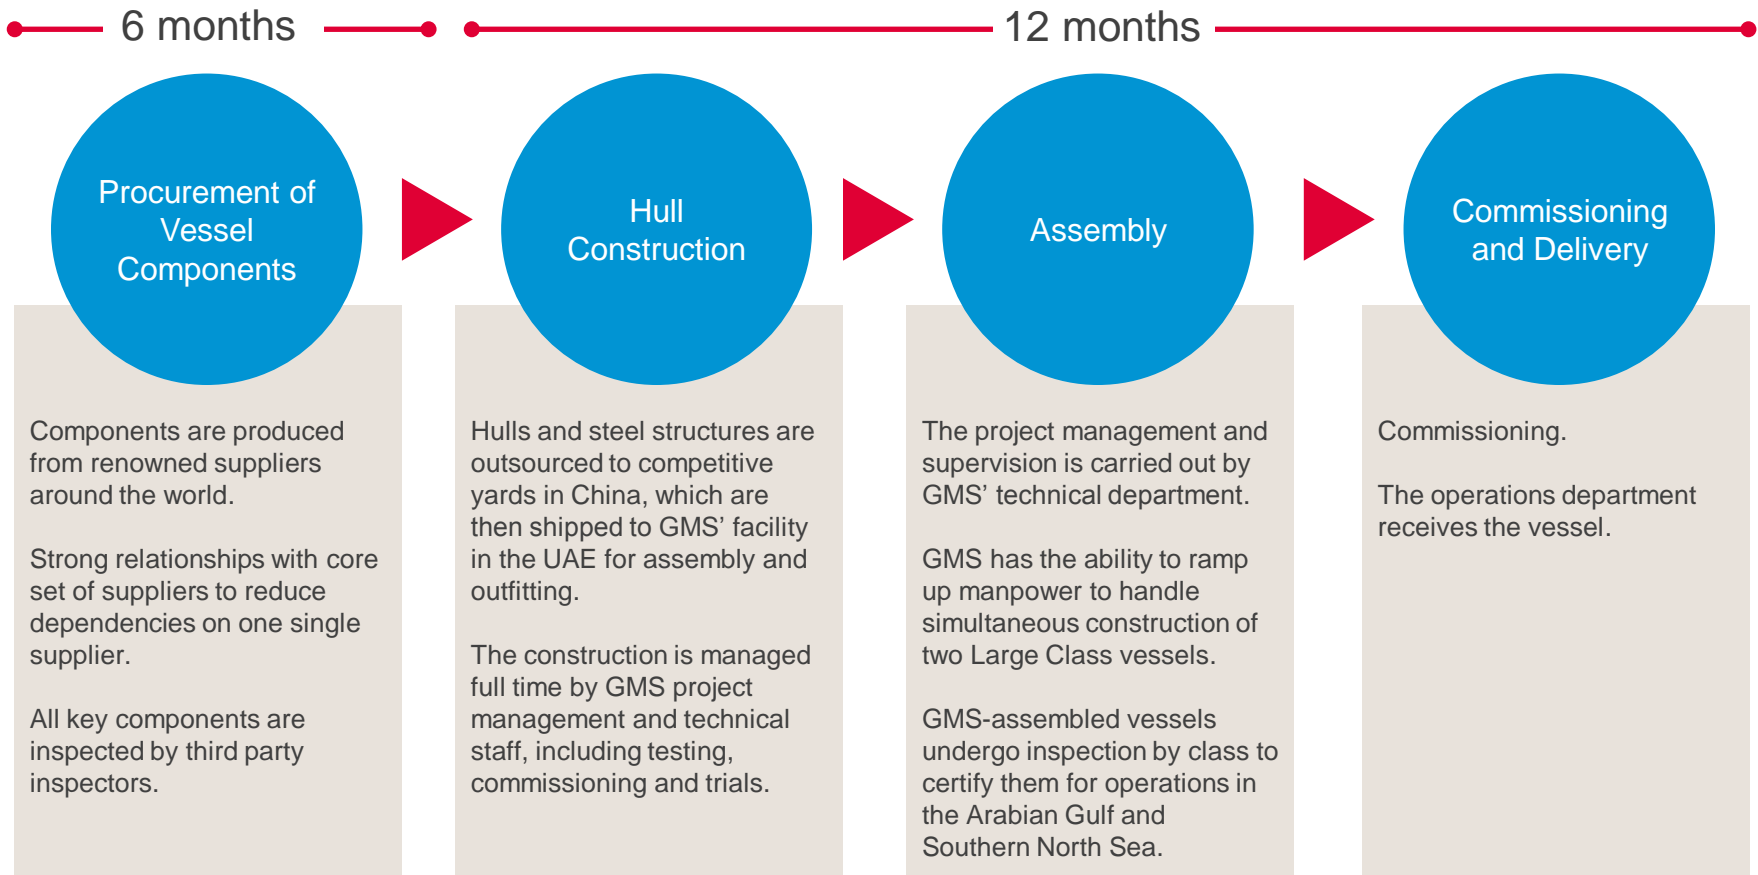 6 months
12 months
Procurement of
Vessel
Components
Hull
Construction
Assembly
Commissioning
and Delivery
Components are produced
from renowned suppliers
around the world.
Strong relationships with core
set of suppliers to reduce
dependencies on one single
supplier.
All key components are
inspected by third party
inspectors.
Hulls and steel structures are
outsourced to competitive
yards in China, which are
then shipped to GMS’ facility
in the UAE for assembly and
outfitting.
The construction is managed
full time by GMS project
management and technical
staff, including testing,
commissioning and trials.
The project management and
supervision is carried out by
GMS’ technical department.
GMS has the ability to ramp
up manpower to handle
simultaneous construction of
two Large Class vessels.
GMS-assembled vessels
undergo inspection by class to
certify them for operations in
the Arabian Gulf and
Southern North Sea.
Commissioning.
The operations department
receives the vessel.